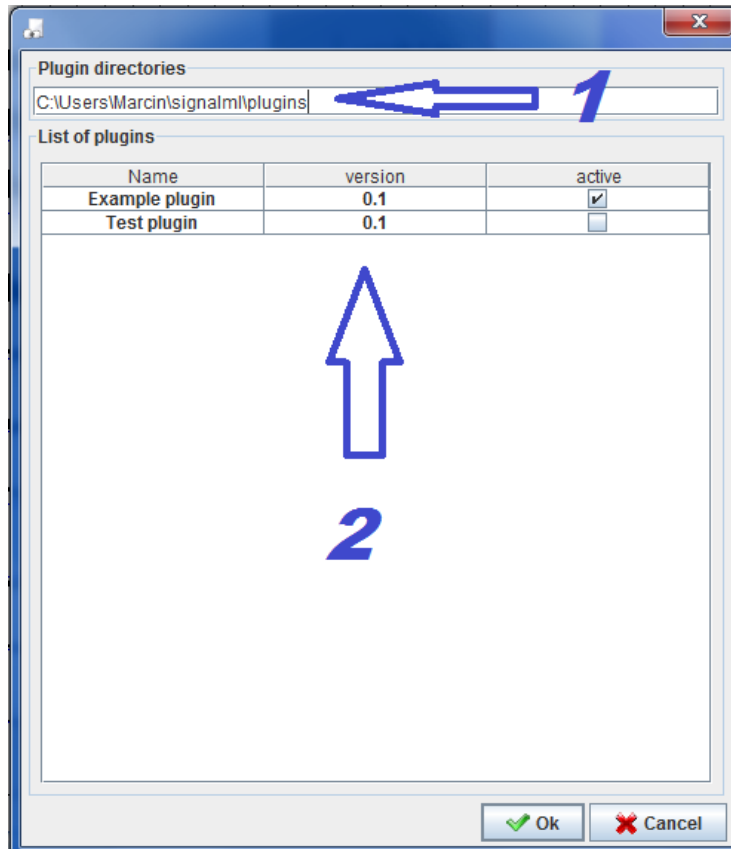 Plugin directories
C:\Users\Marcin\signalml\plugins
1
List of plugins
Name version active
Example plugin 0.1
Test plugin 0.1
2
Ok Cancel